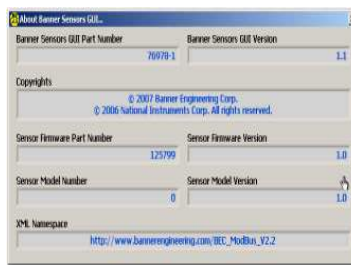 About Banner Sensors GUI...
Banner Sensors GUI Part Number
Banner Sensors GUI Version
76978-1
1.1
Copyrights
© 2007 Banner Engineering Corp.
© 2006 National Instruments Corp. All rights reserved.
Sensor Firmware Part Number
Sensor Firmware Version
125799
1.0
Sensor Model Number
Sensor Model Version
0
1.0
XML Namespace
http://www.bannerengineering.com/BEC_ModBus_V2.2